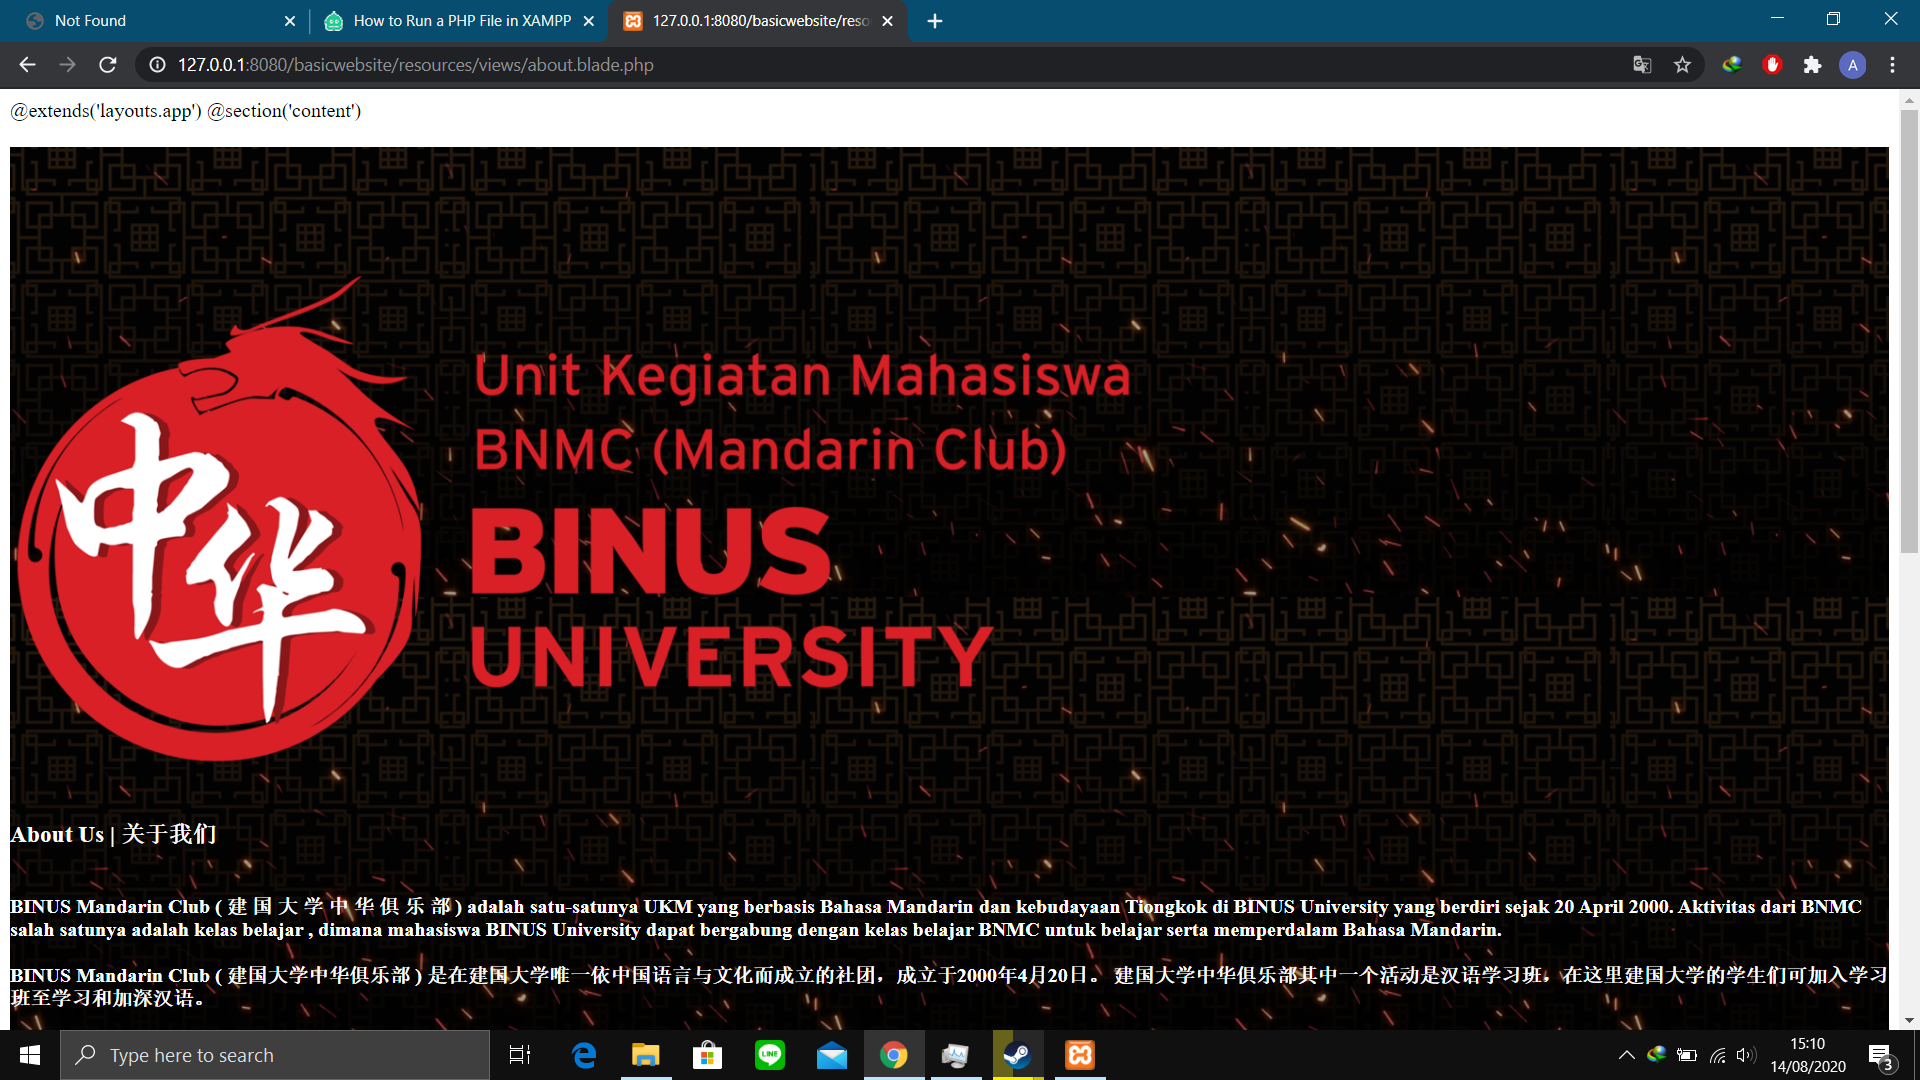 Not Found
How to Run a PHP File in XAMPP
127.0.0.1:8080/basicwebsite/reso
127.0.0.1:8080/basicwebsite/resources/views/about.blade.php
A
@extends('layouts.app') @section('content')
中华
Unit Kegiatan Mahasiswa
BNMC (Mandarin Club)
BINUS
UNIVERSITY
About Us | 关于我们
BINUS Mandarin Club ( 建 国 大 学 中 华 俱 乐 部 ) adalah satu-satunya UKM yang berbasis Bahasa Mandarin dan kebudayaan Tiongkok di BINUS University yang berdiri sejak 20 April 2000. Aktivitas dari BNMC
salah satunya adalah kelas belajar , dimana mahasiswa BINUS University dapat bergabung dengan kelas belajar BNMC untuk belajar serta memperdalam Bahasa Mandarin.
BINUS Mandarin Club ( 建国大学中华俱乐部 ) 是在建国大学唯一依中国语言与文化而成立的社团，成立于2000年4月20日。 建国大学中华俱乐部其中一个活动是汉语学习班，在这里建国大学的学生们可加入学习
班至学习和加深汉语。
Type here to search
LINE
15:10
14/08/2020
3